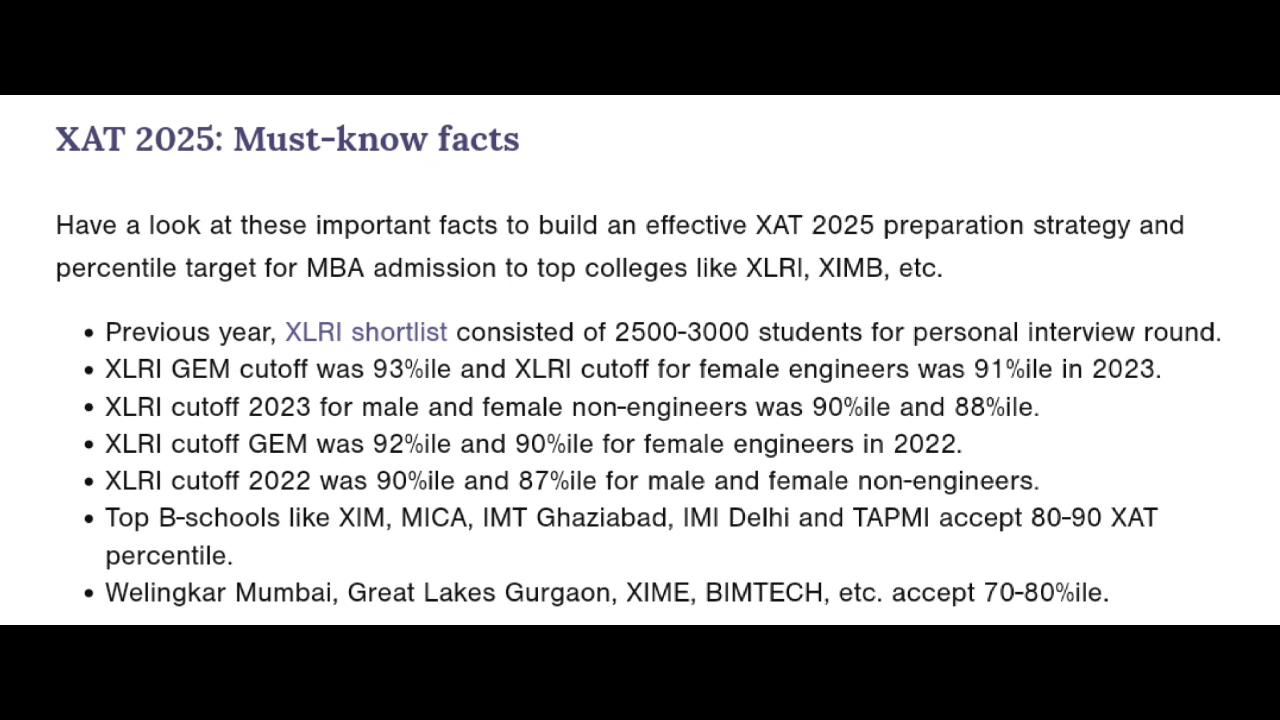 XAT 2025: Must-know facts
Have a look at these important facts to build an effective XAT 2025 preparation strategy and
percentile target for MBA admission to top colleges like XLRI, XIMB, etc.
• Previous year, XLRI shortlist consisted of 2500-3000 students for personal interview round.
• XLRI GEM cutoff was 93%ile and XLRI cutoff for female engineers was 91%ile in 2023.
• XLRI cutoff 2023 for male and female non-engineers was 90%ile and 88%ile.
• XLRI cutoff GEM was 92%ile and 90%ile for female engineers in 2022.
• XLRI cutoff 2022 was 90%ile and 87%ile for male and female non-engineers.
• Top B-schools like XIM, MICA, IMT Ghaziabad, IMI Delhi and TAPMI accept 80-90 XAT
percentile.
• Welingkar Mumbai, Great Lakes Gurgaon, XIME, BIMTECH, etc. accept 70-80%ile.